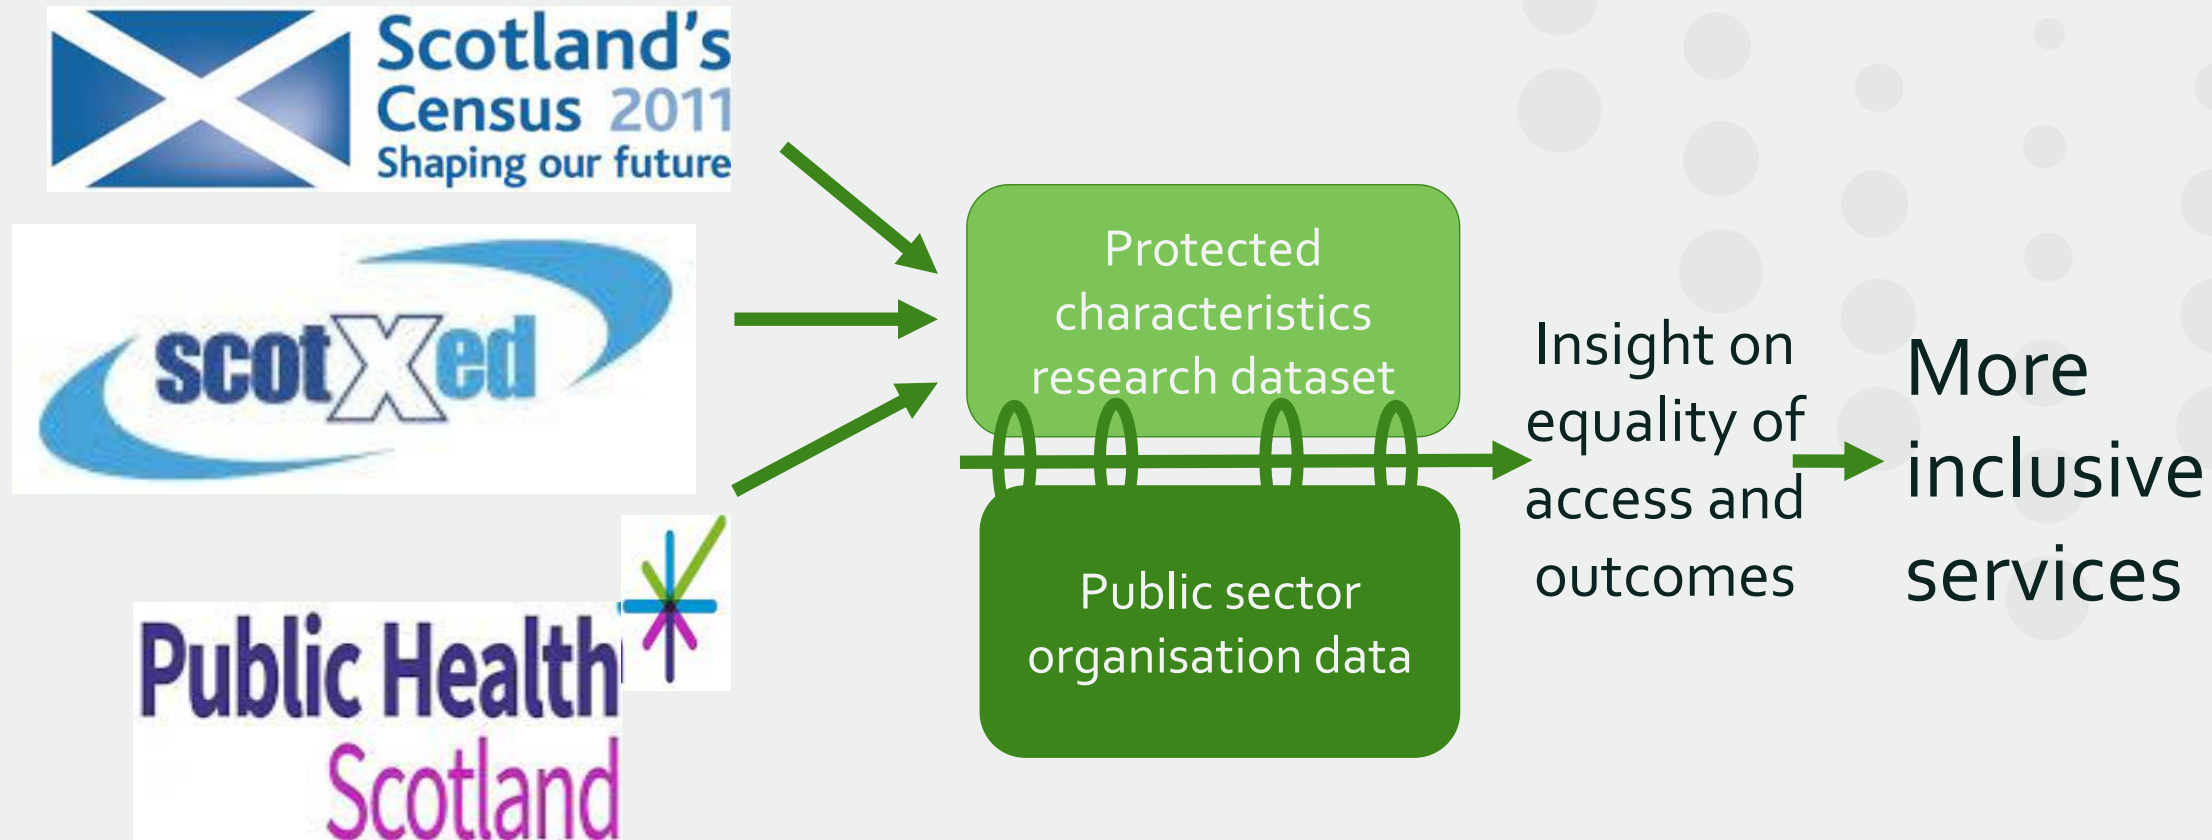 Scotland's
Census 2011
Shaping our future
scotXed
Public Health
Scotland
Protected
characteristics
research dataset
Public sector
organisation data
Insight on
equality of
access and
outcomes
More
inclusive
services